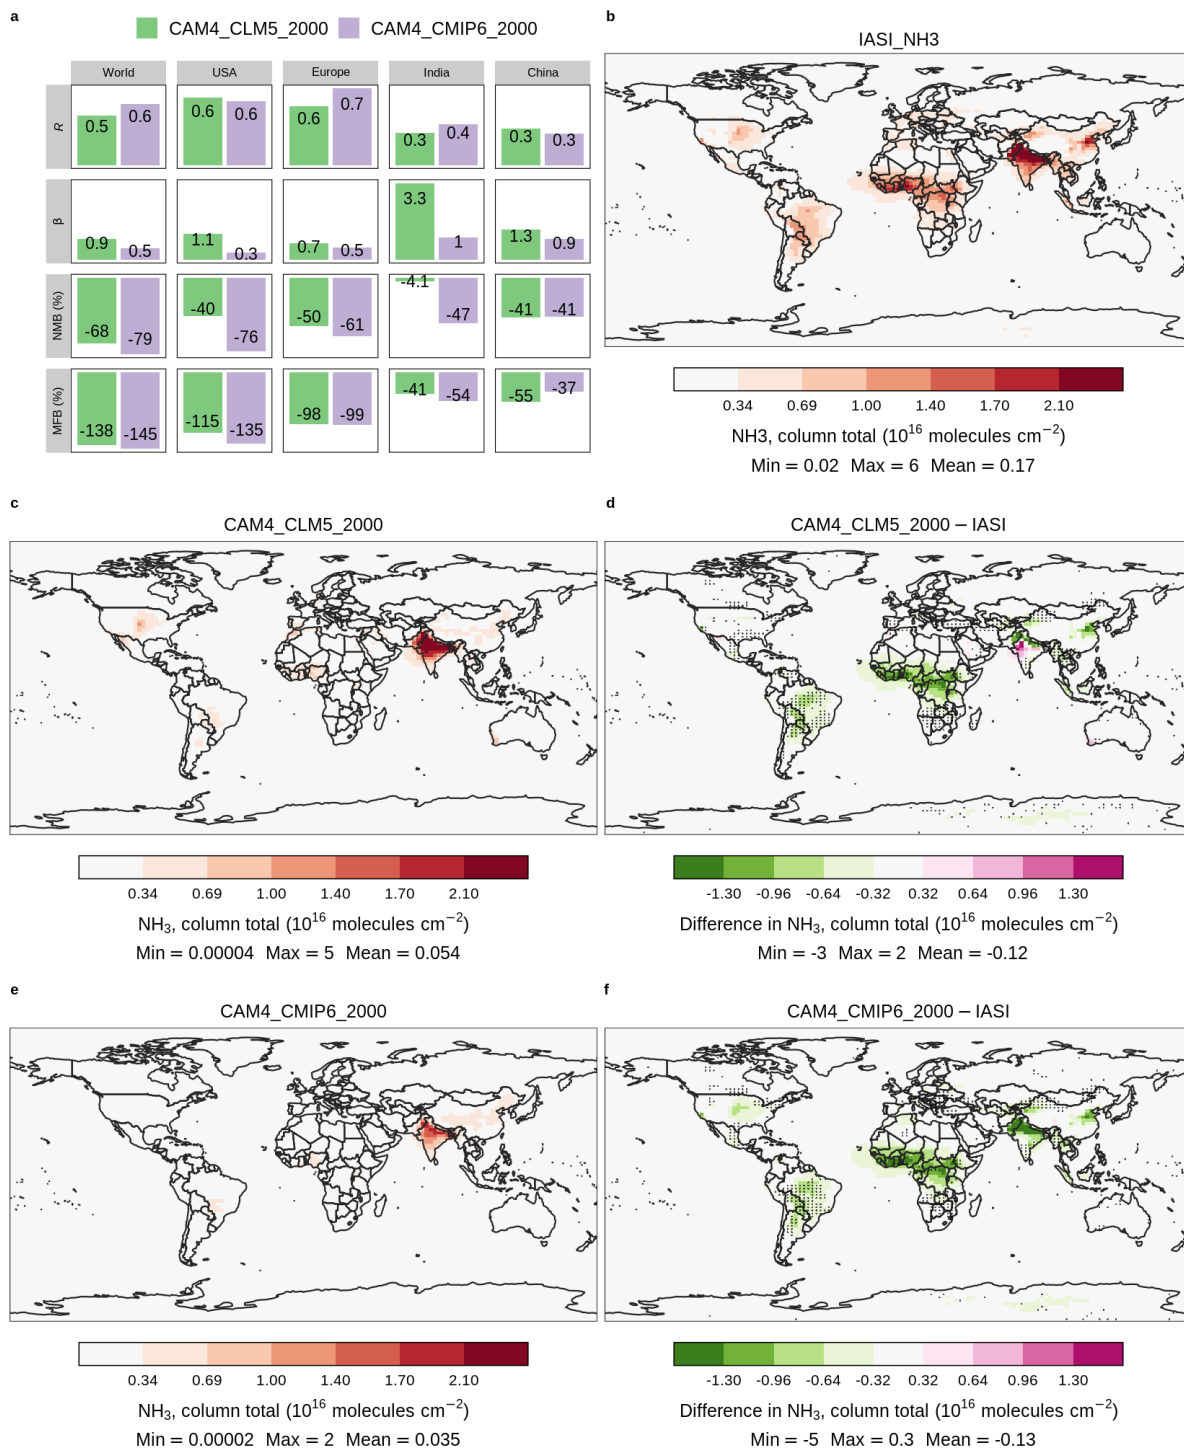 a
CAM4_CLM5_2000 CAM4_CMIP6_2000
World USA Europe India China
R
0.5 0.6 0.6 0.6 0.6 0.7 0.3 0.4 0.3 0.3
β
0.9 0.5 1.1 0.3 0.7 0.5 3.3 1 1.3 0.9
NMB (%)
-68 -79 -40 -76 -50 -61 -4.1 -47 -41 -41
MFB (%)
-138 -145 -115 -135 -98 -99 -41 -54 -55 -37
b
IASI_NH3
0.34 0.69 1.00 1.40 1.70 2.10
NH3, column total (10¹⁶ molecules cm⁻²)
Min = 0.02 Max = 6 Mean = 0.17
c
CAM4_CLM5_2000
0.34 0.69 1.00 1.40 1.70 2.10
NH₃, column total (10¹⁶ molecules cm⁻²)
Min = 0.00004 Max = 5 Mean = 0.054
d
CAM4_CLM5_2000 – IASI
-1.30 -0.96 -0.64 -0.32 0.32 0.64 0.96 1.30
Difference in NH₃, column total (10¹⁶ molecules cm⁻²)
Min = -3 Max = 2 Mean = -0.12
e
CAM4_CMIP6_2000
0.34 0.69 1.00 1.40 1.70 2.10
NH₃, column total (10¹⁶ molecules cm⁻²)
Min = 0.00002 Max = 2 Mean = 0.035
f
CAM4_CMIP6_2000 – IASI
-1.30 -0.96 -0.64 -0.32 0.32 0.64 0.96 1.30
Difference in NH₃, column total (10¹⁶ molecules cm⁻²)
Min = -5 Max = 0.3 Mean = -0.13